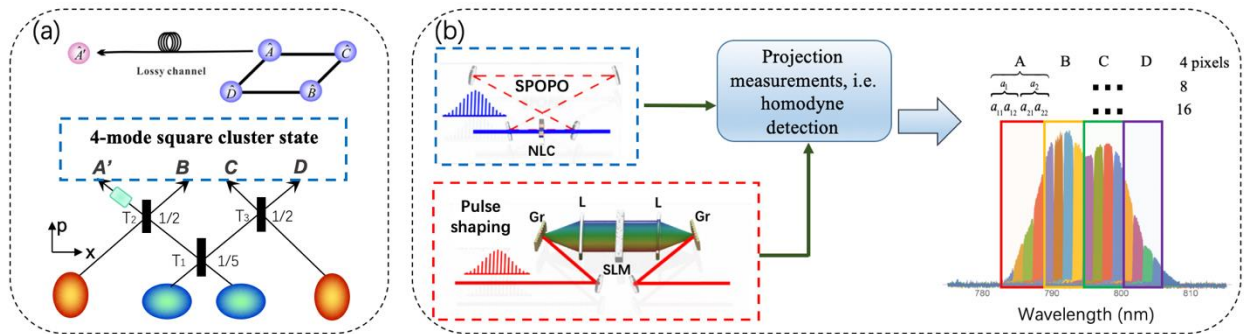 (a)
Â'
Lossy channel
Â
Ĉ
D̂
B̂
4-mode square cluster state
A'
B
C
D
T2
1/2
T3
1/2
p
x
T1
1/5
(b)
SPOPO
NLC
Projection
measurements, i.e.
homodyne
detection
Pulse
shaping
Gr
L
L
Gr
SLM
A B C D 4 pixels
a1 a2 ... 8
a11 a12 a21 a22 ... 16
780
790
800
810
Wavelength (nm)